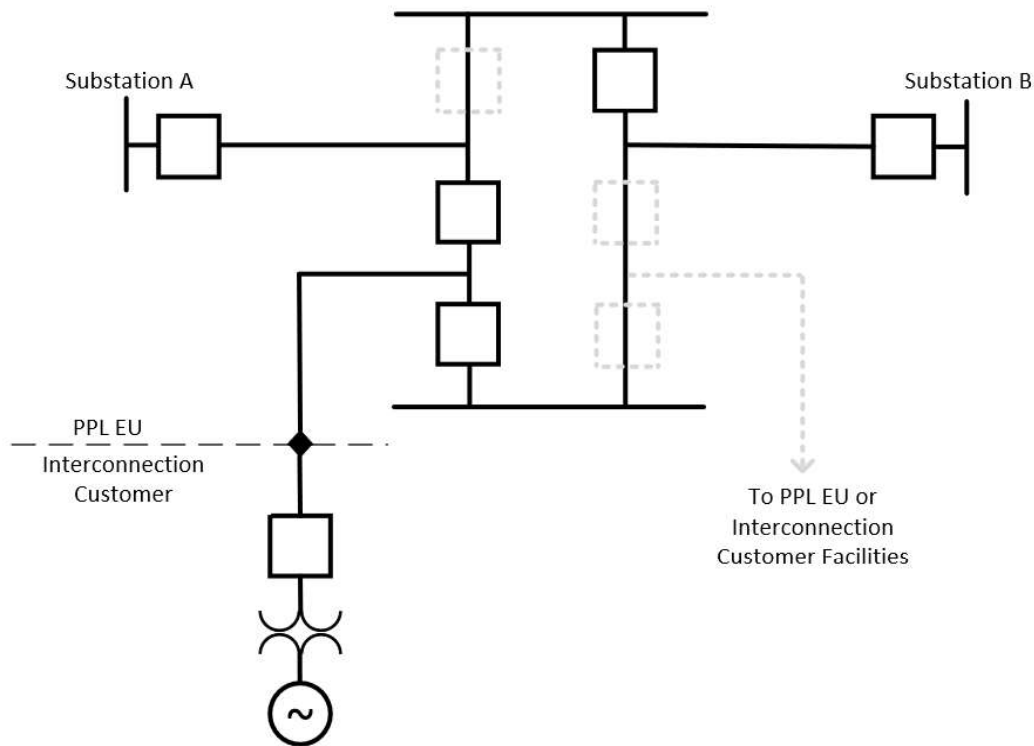 Substation A
Substation B
PPL EU
Interconnection
Customer
To PPL EU or
Interconnection
Customer Facilities
~